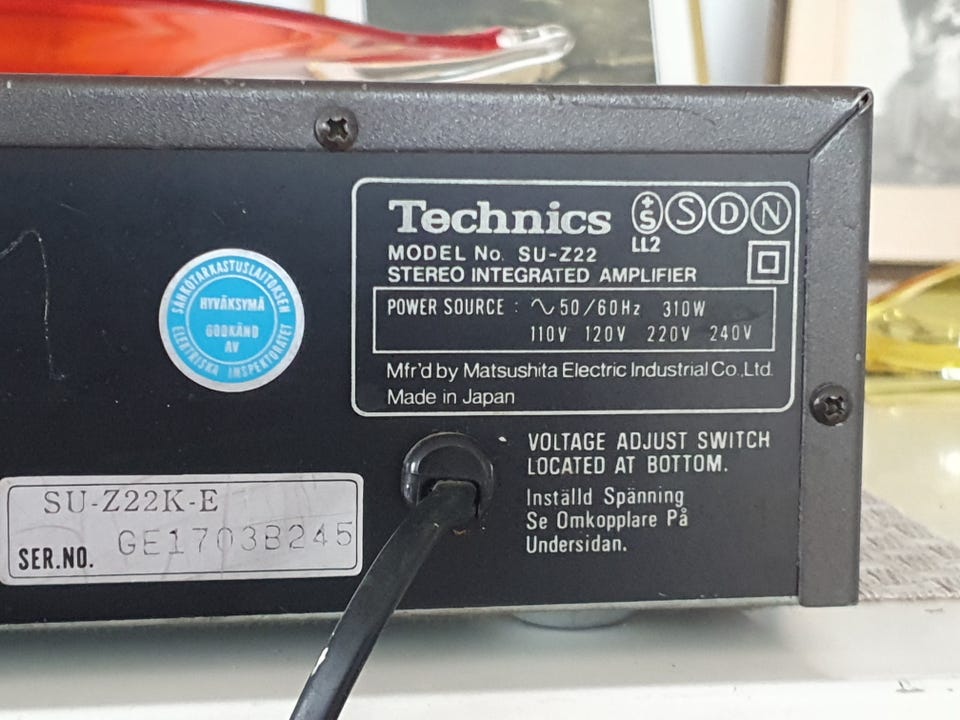 Technics
+S S D N
LL2
MODEL No. SU-Z22
STEREO INTEGRATED AMPLIFIER
POWER SOURCE : ∿50/60Hz 310W
110V 120V 220V 240V
Mfr'd by Matsushita Electric Industrial Co.,Ltd.
Made in Japan
SÄHKÖTARKASTUSLAITOKSEN
HYVÄKSYMÄ
GODKÄND
AV
ELEKTRISKA INSPEKTORATET
VOLTAGE ADJUST SWITCH
LOCATED AT BOTTOM.
Inställd Spänning
Se Omkopplare På
Undersidan.
SU-Z22K-E
SER.NO. GE1703B245